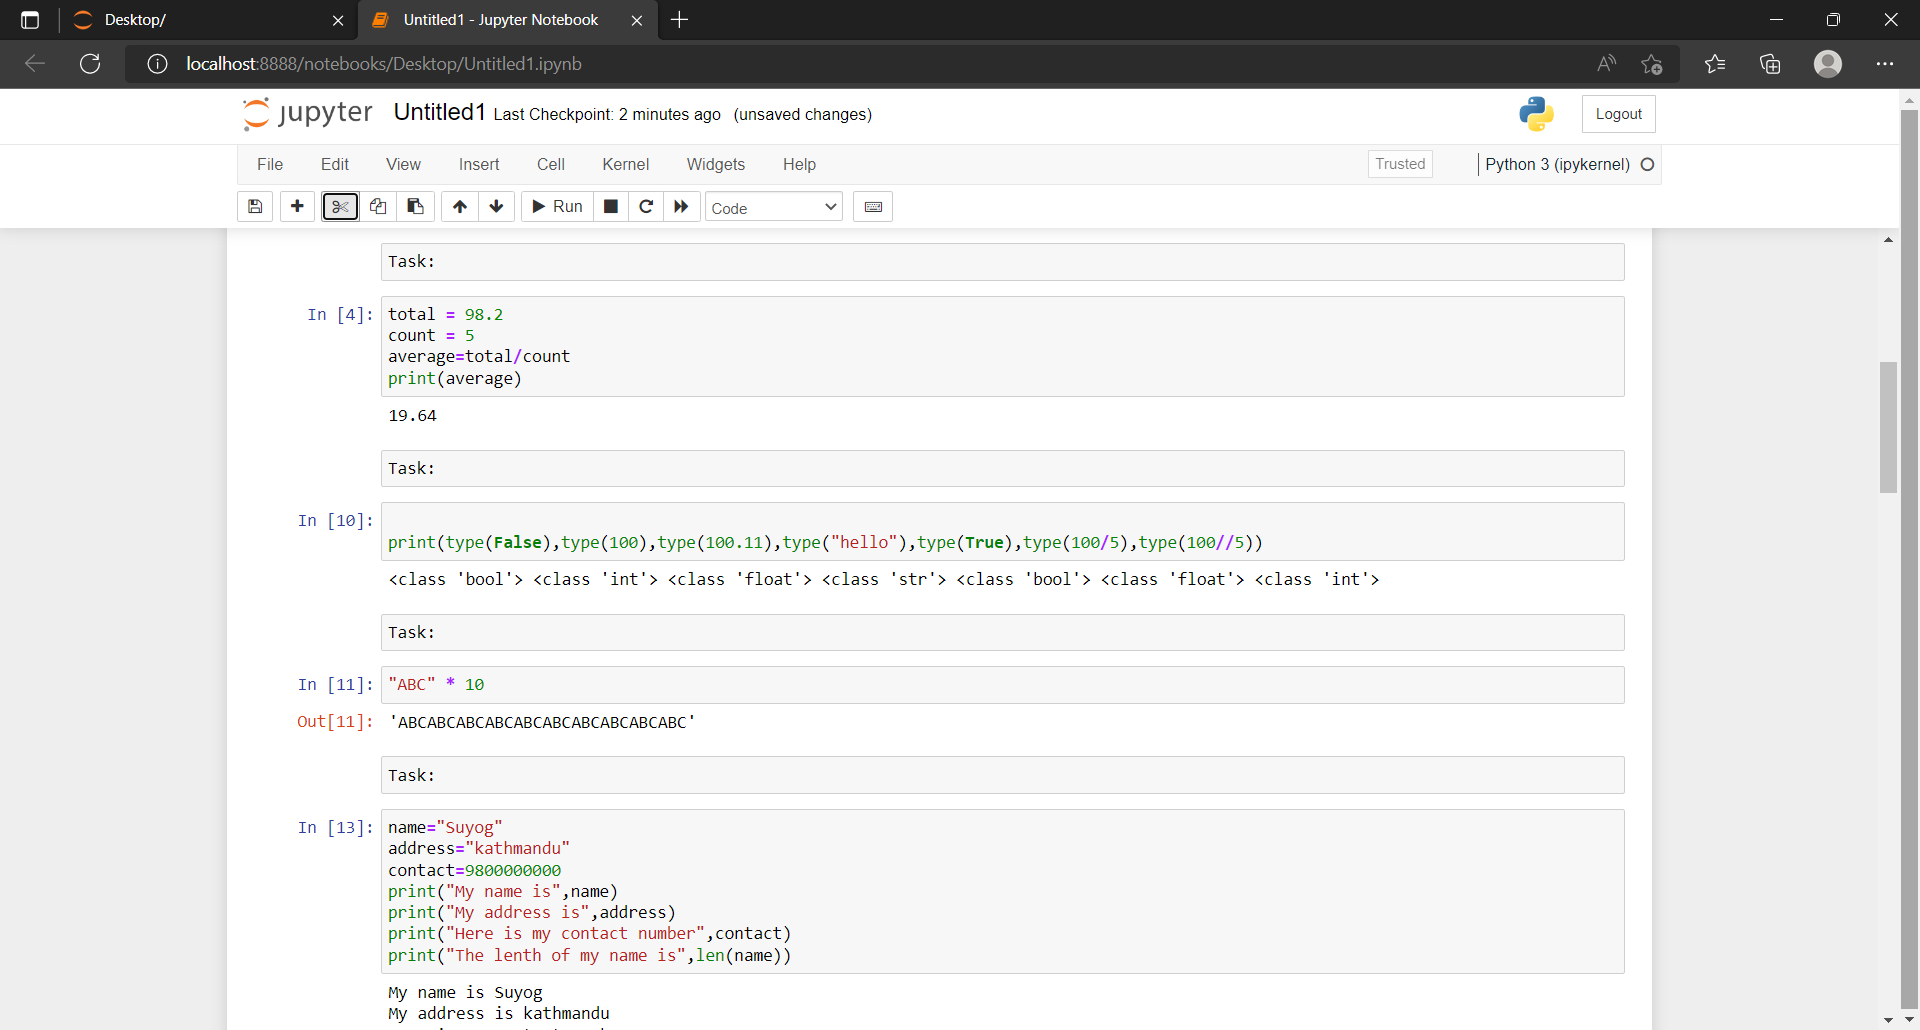 Desktop/
Untitled1 - Jupyter Notebook
localhost:8888/notebooks/Desktop/Untitled1.ipynb
jupyter Untitled1 Last Checkpoint: 2 minutes ago (unsaved changes)
Logout
File Edit View Insert Cell Kernel Widgets Help
Trusted
Python 3 (ipykernel)
Run
Code
Task:
In [4]: total = 98.2
count = 5
average=total/count
print(average)
19.64
Task:
In [10]:
print(type(False),type(100),type(100.11),type("hello"),type(True),type(100/5),type(100//5))
<class 'bool'> <class 'int'> <class 'float'> <class 'str'> <class 'bool'> <class 'float'> <class 'int'>
Task:
In [11]: "ABC" * 10
Out[11]: 'ABCABCABCABCABCABCABCABCABCABC'
Task:
In [13]: name="Suyog"
address="kathmandu"
contact=9800000000
print("My name is",name)
print("My address is",address)
print("Here is my contact number",contact)
print("The lenth of my name is",len(name))
My name is Suyog
My address is kathmandu